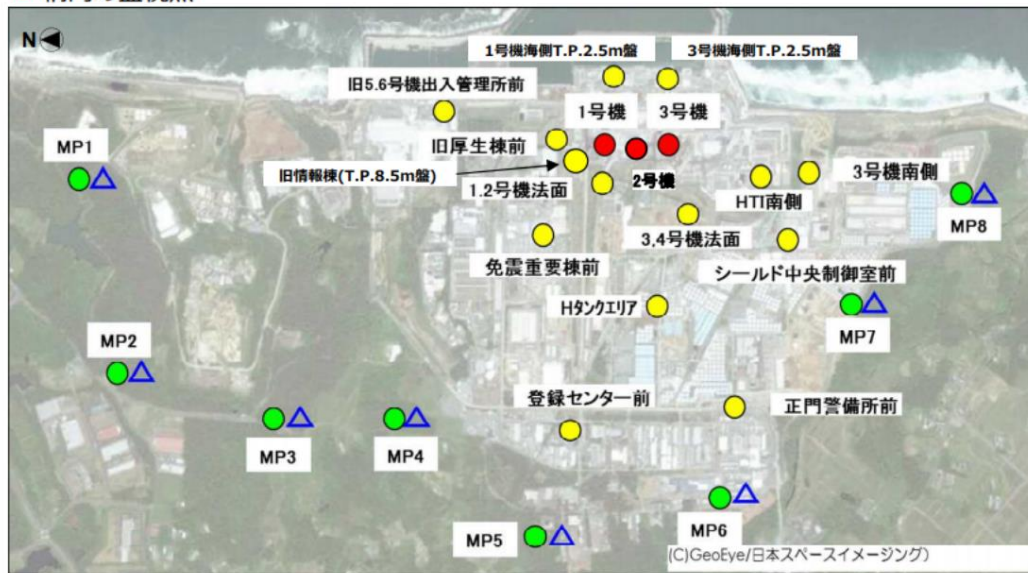 N
1号機海側T.P.2.5m盤
3号機海側T.P.2.5m盤
旧5.6号機出入管理所前
1号機
3号機
MP1
旧厚生棟前
旧情報棟(T.P.8.5m盤)
1.2号機法面
2号機
HTI南側
3号機南側
MP8
3,4号機法面
免震重要棟前
シールド中央制御室前
Hタンクエリア
MP7
MP2
登録センター前
正門警備所前
MP3
MP4
MP5
MP6
(C)GeoEye/日本スペースイメージング)